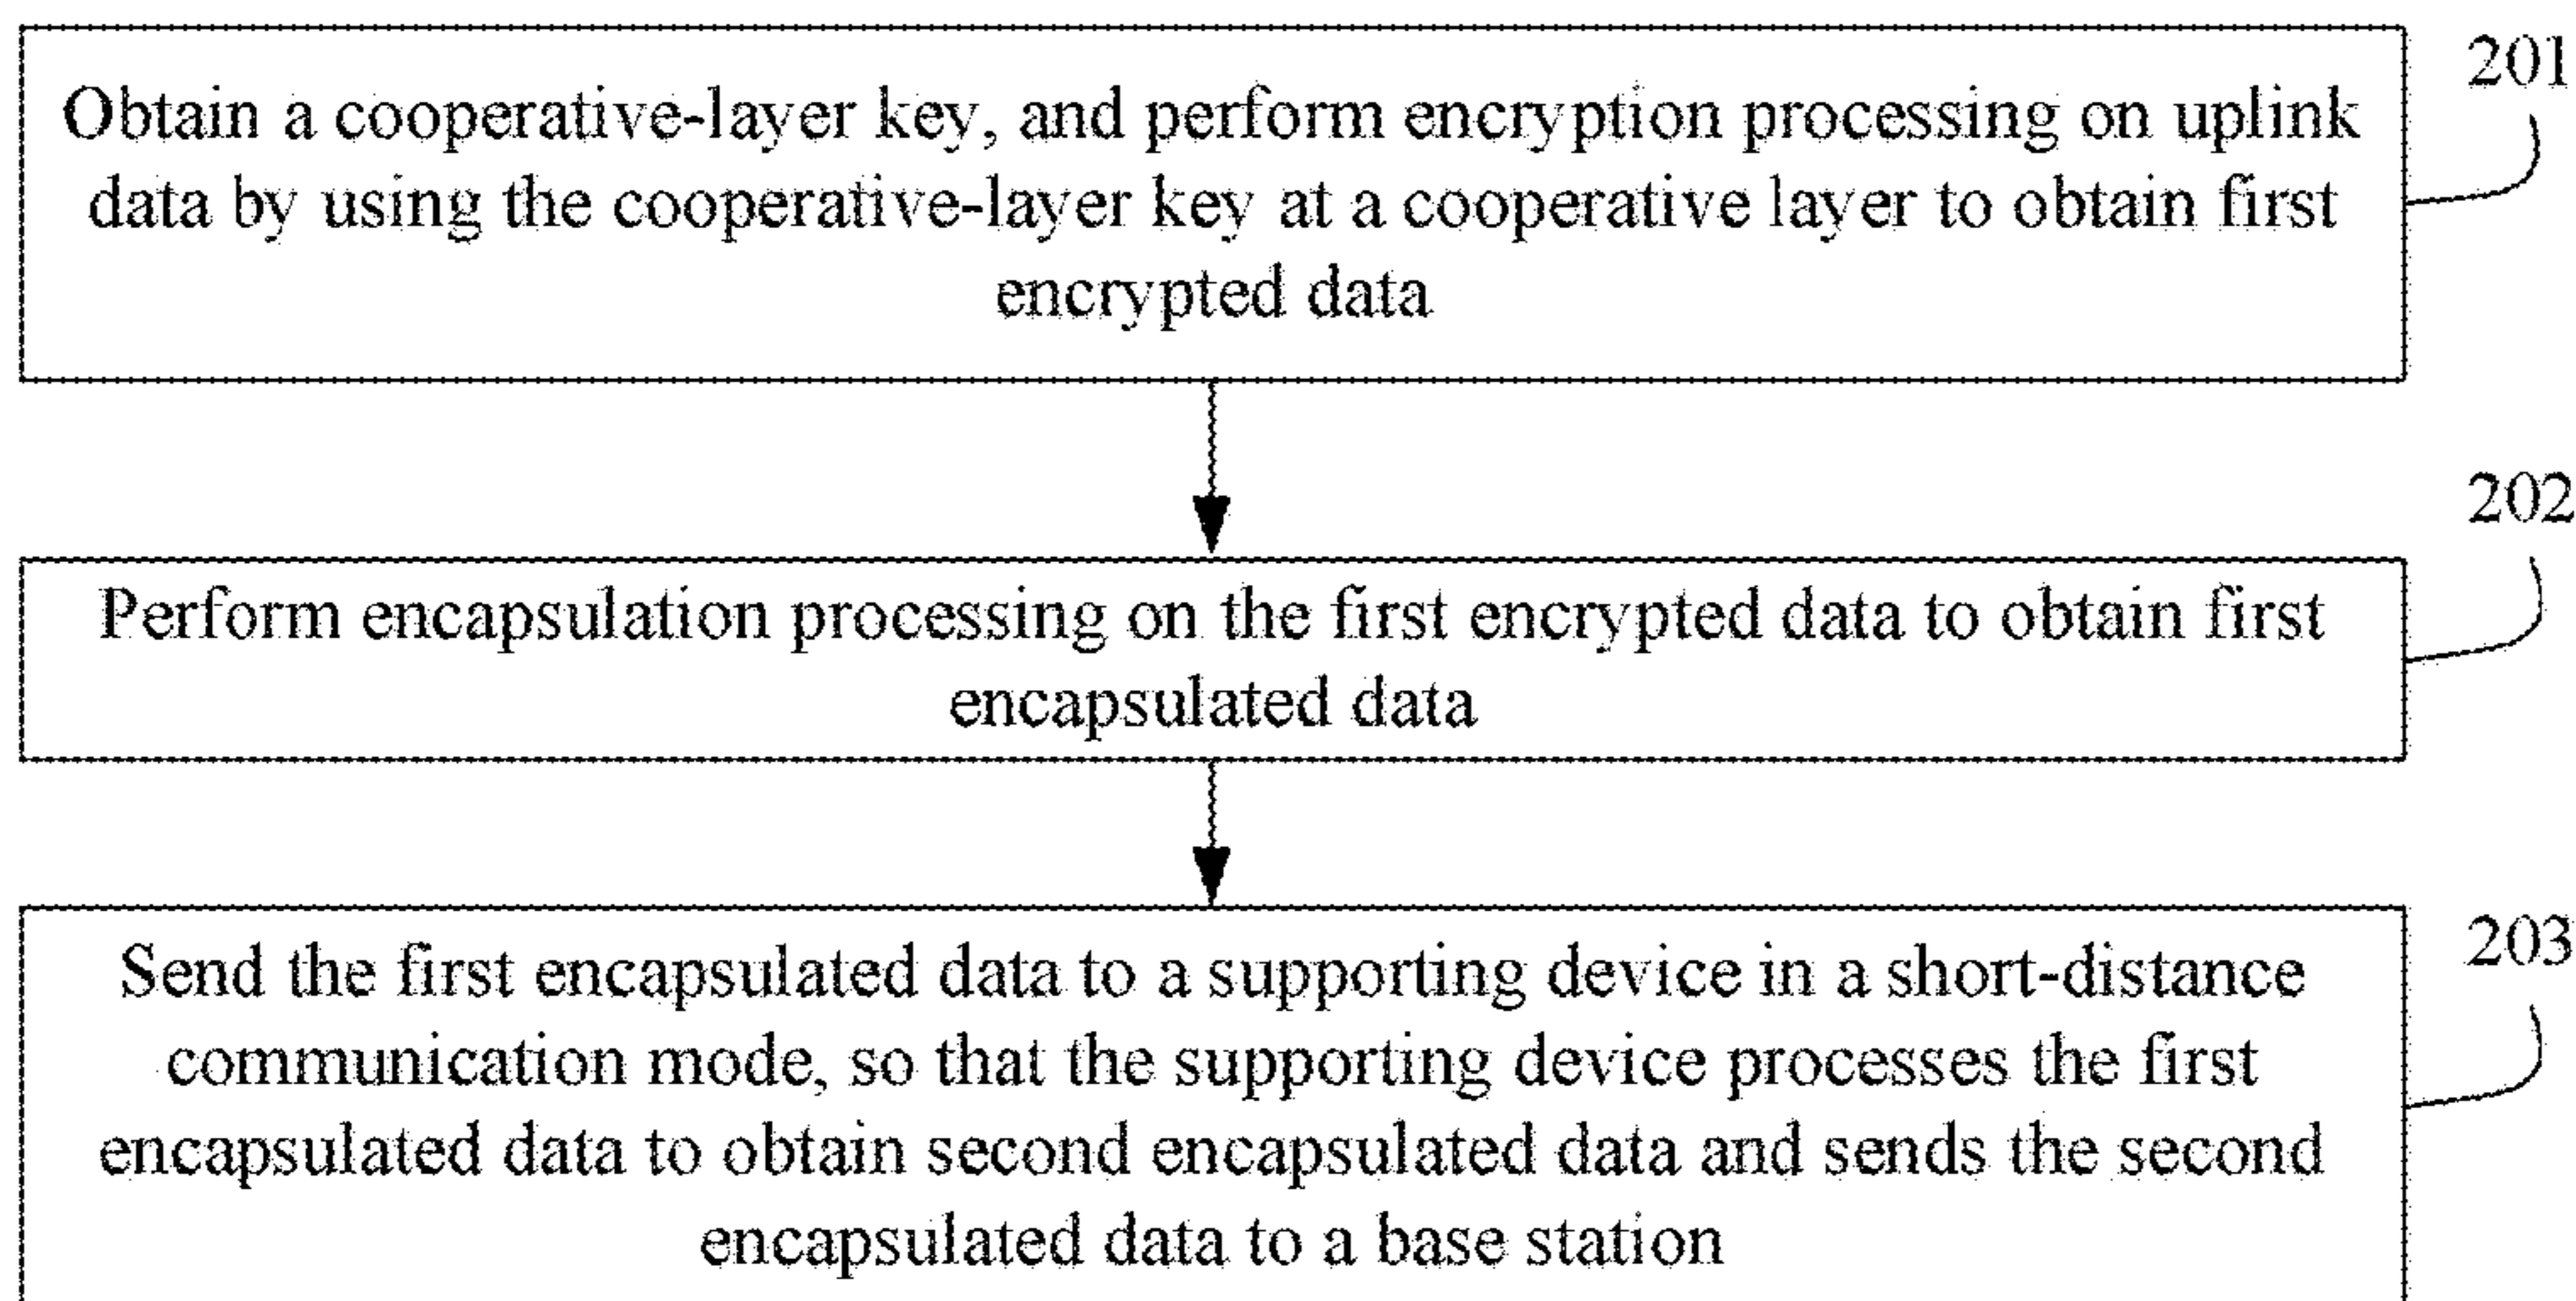 201
Obtain a cooperative-layer key, and perform encryption processing on uplink
data by using the cooperative-layer key at a cooperative layer to obtain first
encrypted data
202
Perform encapsulation processing on the first encrypted data to obtain first
encapsulated data
203
Send the first encapsulated data to a supporting device in a short-distance
communication mode, so that the supporting device processes the first
encapsulated data to obtain second encapsulated data and sends the second
encapsulated data to a base station